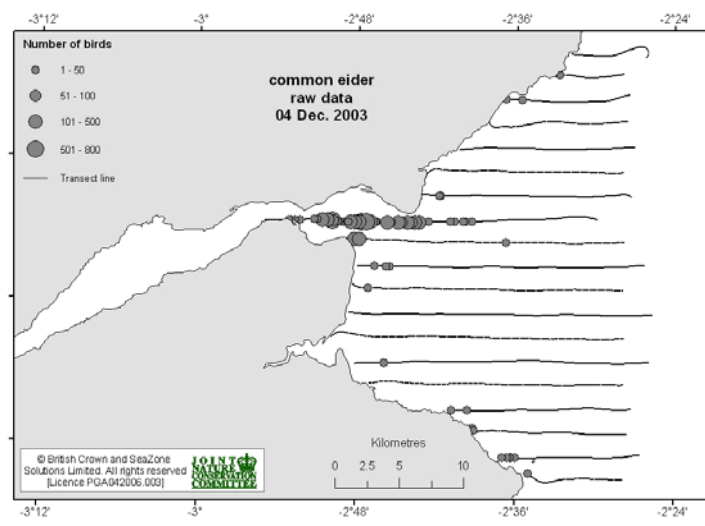 -3°12' -3° -2°48' -2°36' -2°24'
Number of birds
1 - 50
51 - 100
101 - 500
501 - 800
Transect line
common eider
raw data
04 Dec. 2003
Kilometres
0 2.5 5 10
© British Crown and SeaZone
Solutions Limited. All rights reserved
[Licence PGA042006.003]
JOINT
NATURE
CONSERVATION
COMMITTEE
-3°12' -3° -2°48' -2°36' -2°24'